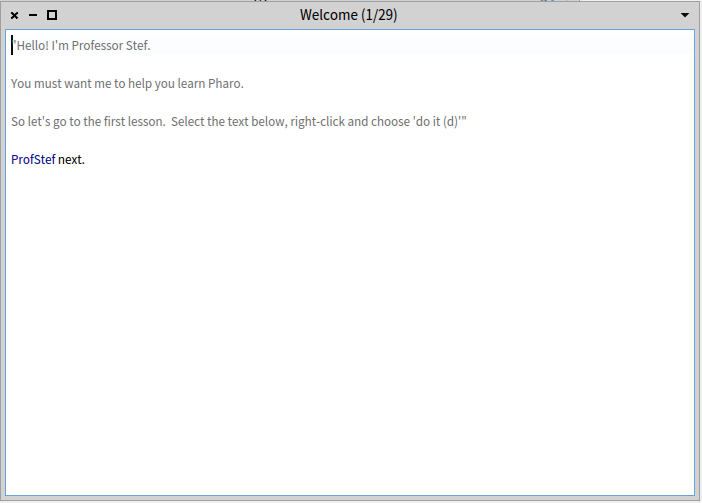 Welcome (1/29)
"Hello! I'm Professor Stef.
You must want me to help you learn Pharo.
So let's go to the first lesson.  Select the text below, right-click and choose 'do it (d)'"
ProfStef next.